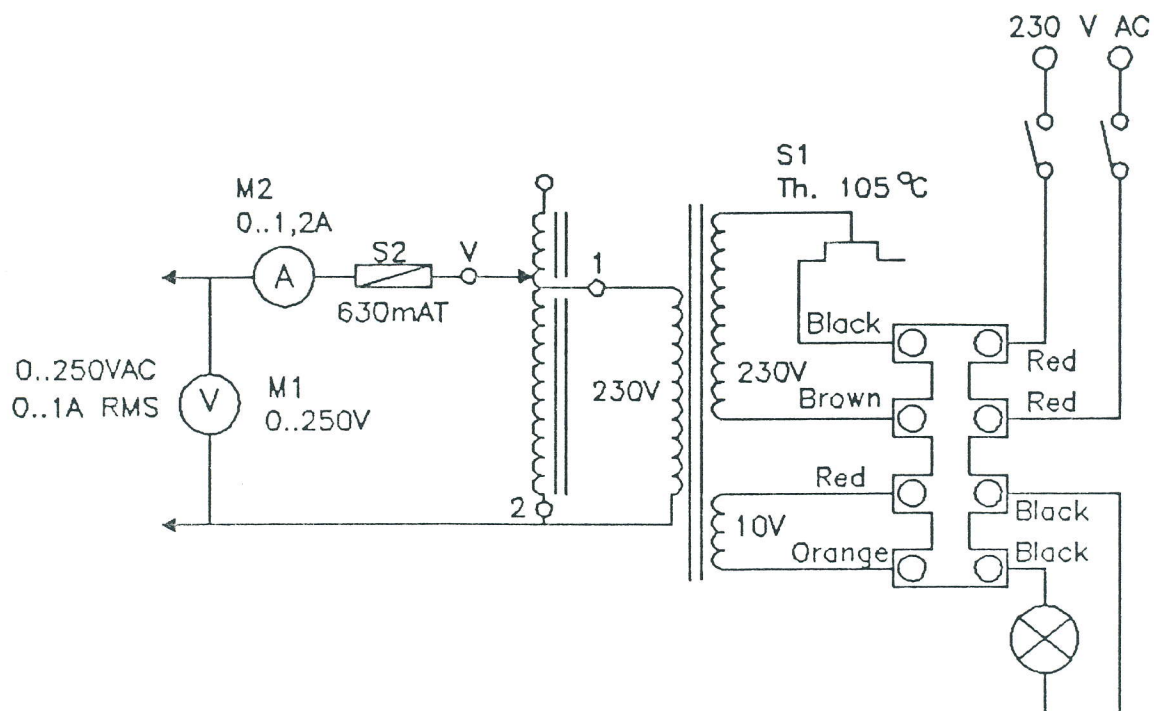 230 V AC
S1
Th. 105°C
M2
0..1,2A
A
S2
630mAT
V
1
Black
Red
230V
230V
Brown
Red
0..250VAC
0..1A RMS
V
M1
0..250V
2
Red
Black
10V
Orange
Black